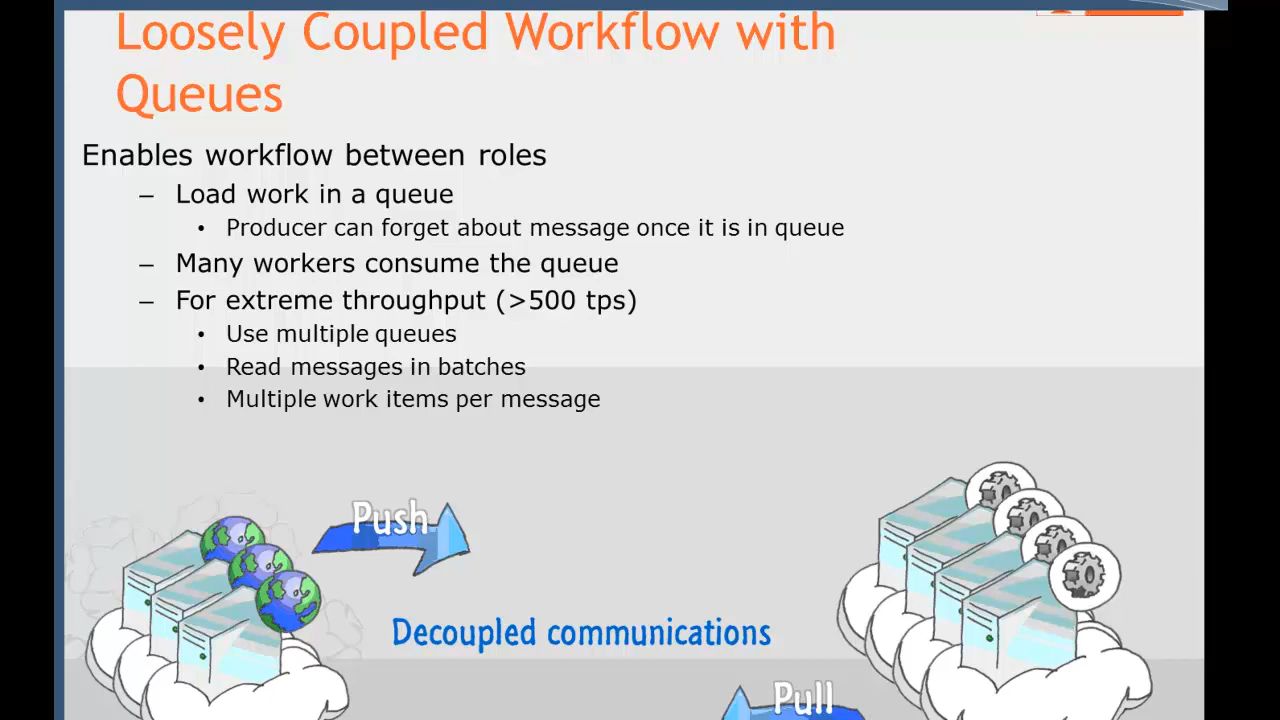 Loosely Coupled Workflow with
Queues
Enables workflow between roles
– Load work in a queue
• Producer can forget about message once it is in queue
– Many workers consume the queue
– For extreme throughput (>500 tps)
• Use multiple queues
• Read messages in batches
• Multiple work items per message
Push
Decoupled communications
Pull